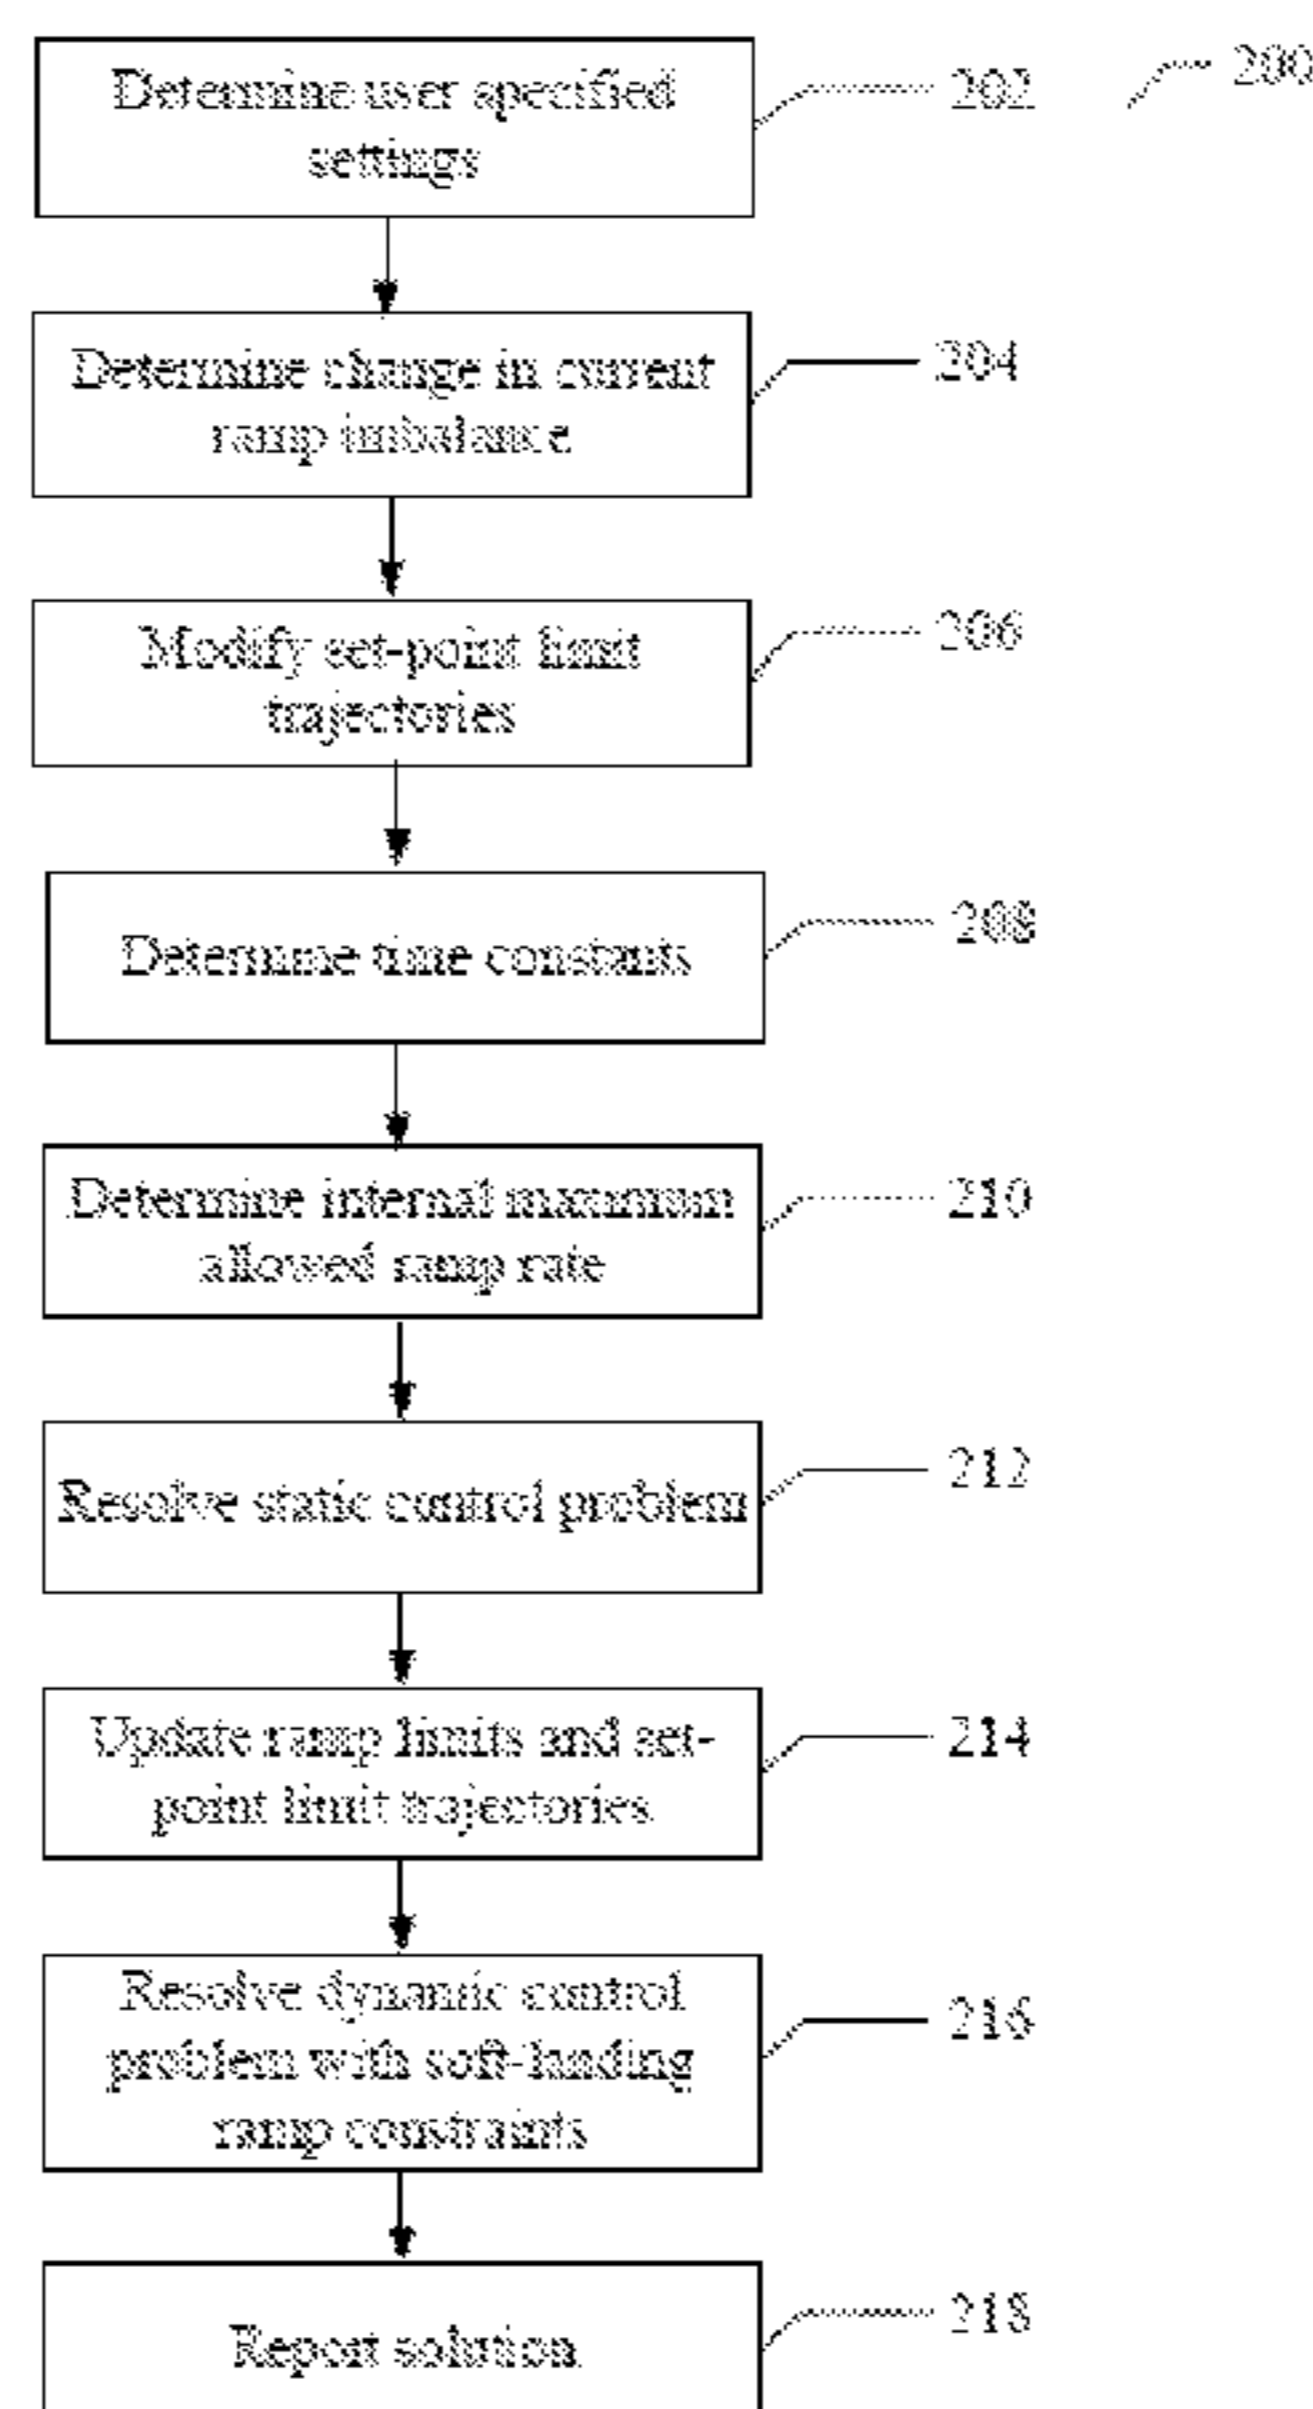 200
Determine user specified
settings
202
Determine change in current
ramp imbalance
204
Modify set-point limit
trajectories
206
Determine time constants
208
Determine internal maximum
allowed ramp rate
210
Resolve static control problem
212
Update ramp limits and set-
point limit trajectories
214
Resolve dynamic control
problem with soft-landing
ramp constraints
216
Report solution
218